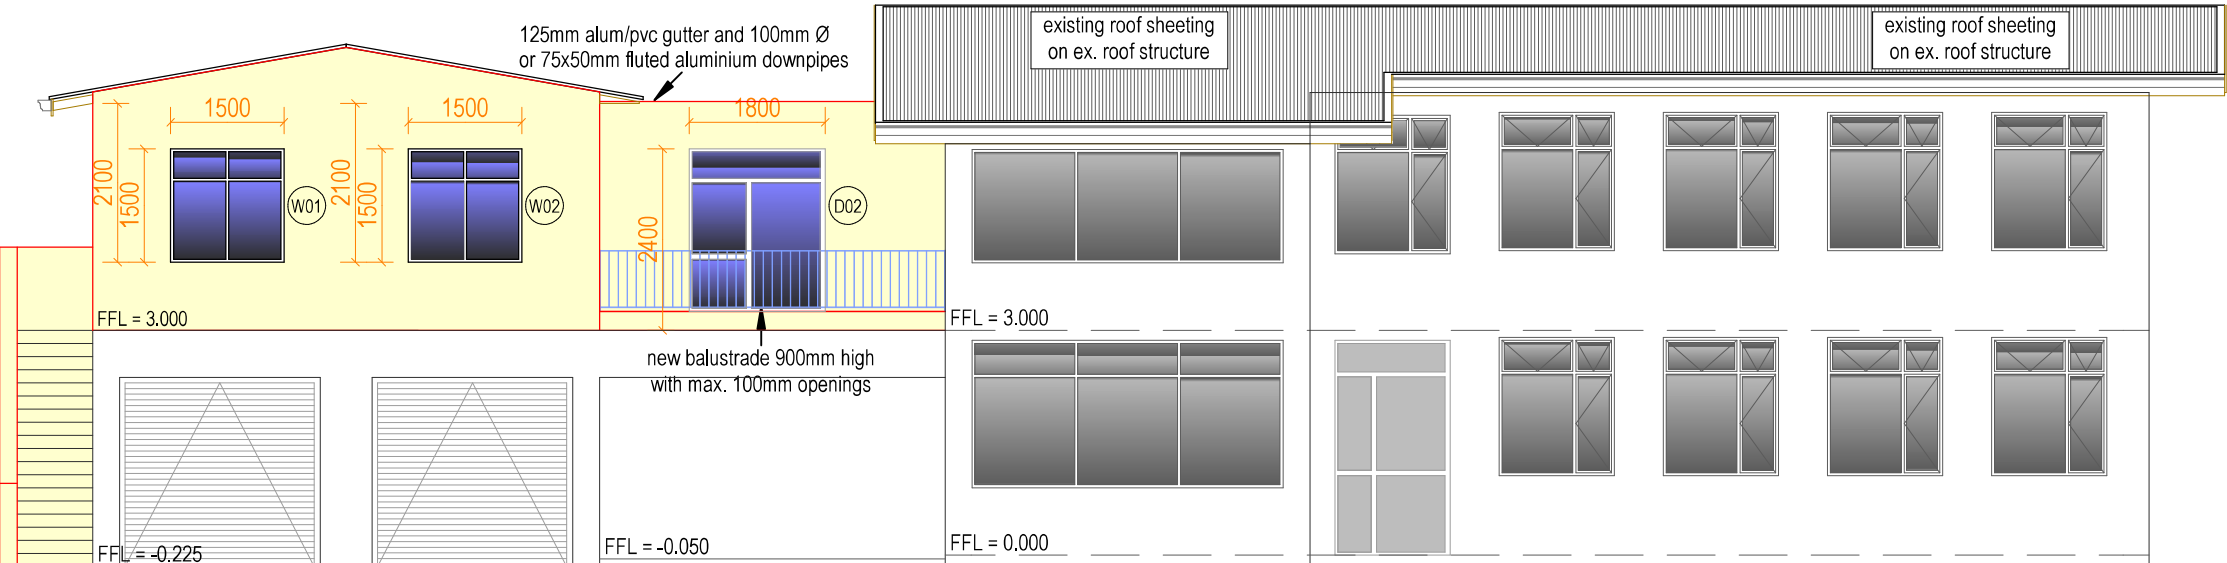 125mm alum/pvc gutter and 100mm Ø
or 75x50mm fluted aluminium downpipes
existing roof sheeting
on ex. roof structure
existing roof sheeting
on ex. roof structure
1500
1500
1800
2100
1500
W01
2100
1500
W02
2400
D02
FFL = 3.000
FFL = 3.000
new balustrade 900mm high
with max. 100mm openings
FFL = -0.225
FFL = -0.050
FFL = 0.000